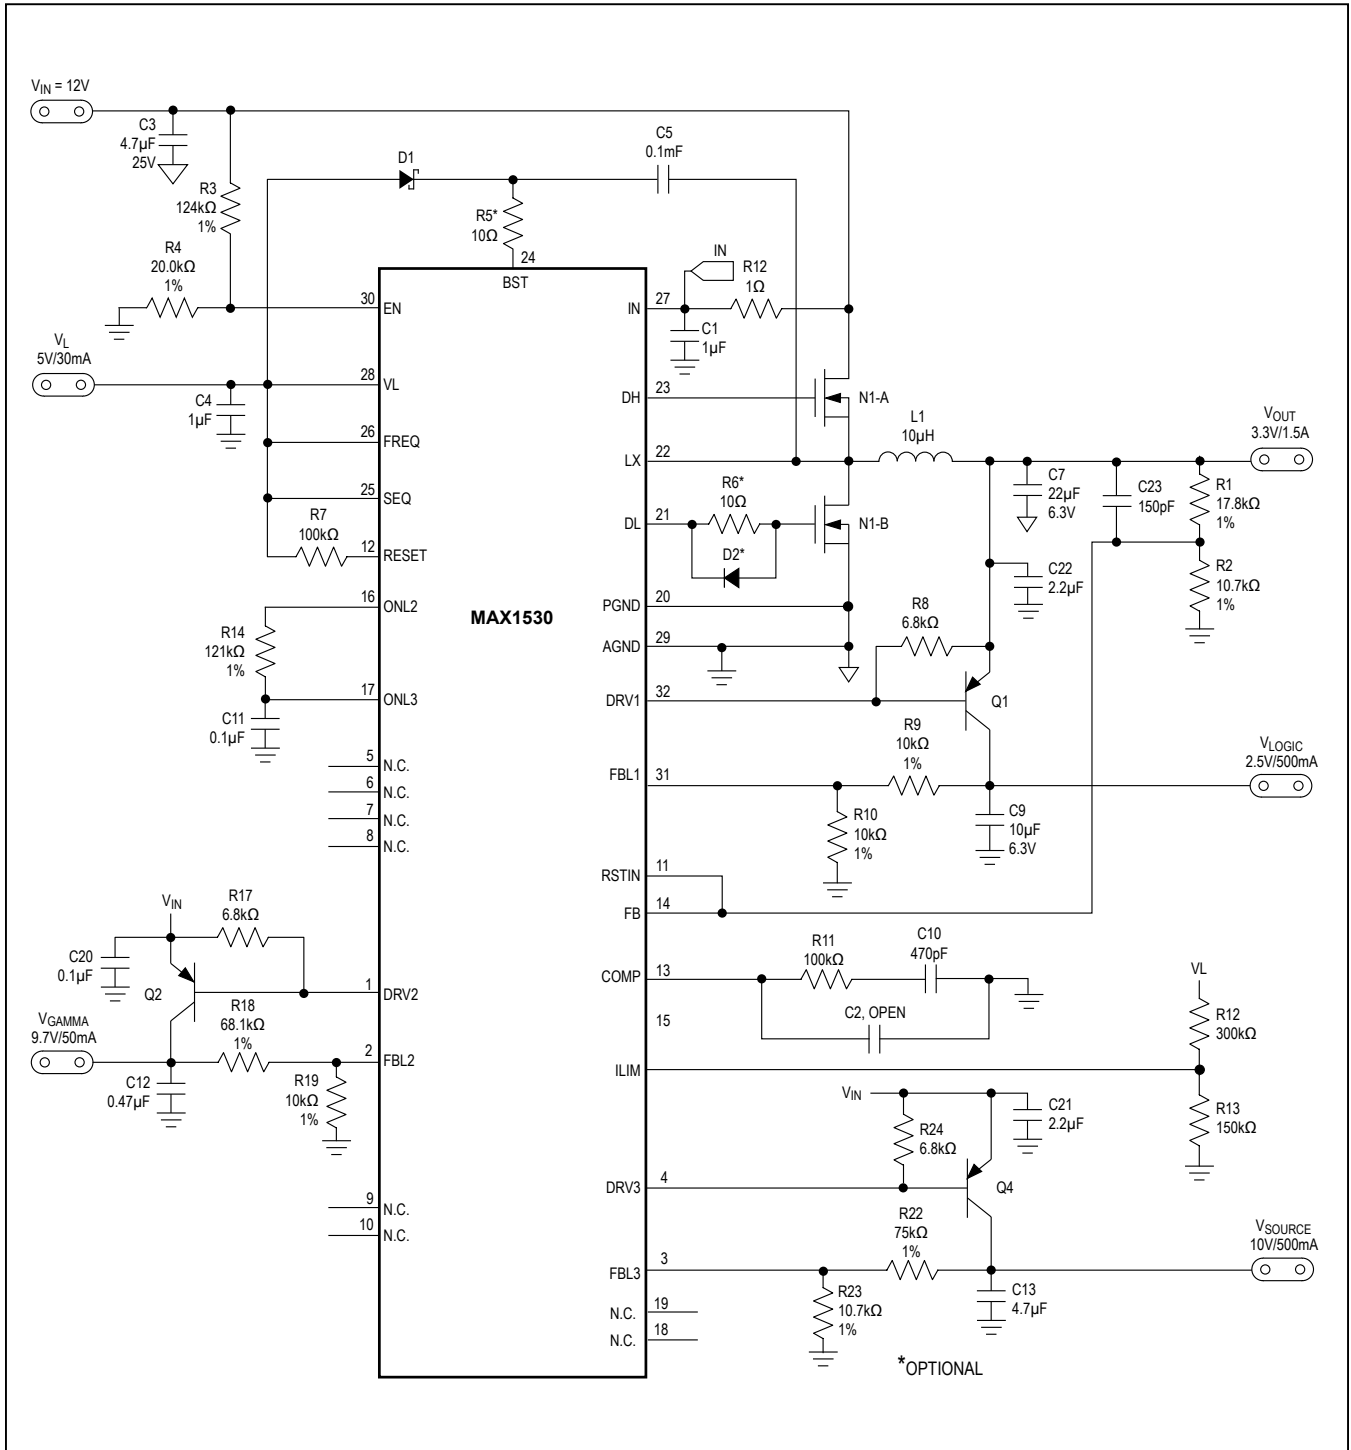 V_IN = 12V
C3
4.7µF
25V
R3
124kΩ
1%
R4
20.0kΩ
1%
D1
C5
0.1mF
R5*
10Ω
24
BST
IN
R12
1Ω
27
IN
C1
1µF
30
EN
V_L
5V/30mA
C4
1µF
28
VL
26
FREQ
25
SEQ
R7
100kΩ
12
RESET
16
ONL2
R14
121kΩ
1%
17
ONL3
C11
0.1µF
5
N.C.
6
N.C.
7
N.C.
8
N.C.
V_IN
R17
6.8kΩ
C20
0.1µF
Q2
1
DRV2
V_GAMMA
9.7V/50mA
R18
68.1kΩ
1%
2
FBL2
C12
0.47µF
R19
10kΩ
1%
9
N.C.
10
N.C.
MAX1530
DH
23
N1-A
LX
22
L1
10µH
V_OUT
3.3V/1.5A
C7
22µF
6.3V
C23
150pF
R1
17.8kΩ
1%
DL
21
R6*
10Ω
N1-B
D2*
C22
2.2µF
R2
10.7kΩ
1%
PGND
20
AGND
29
R8
6.8kΩ
DRV1
32
Q1
R9
10kΩ
1%
V_LOGIC
2.5V/500mA
FBL1
31
R10
10kΩ
1%
C9
10µF
6.3V
RSTIN
11
FB
14
COMP
13
R11
100kΩ
C10
470pF
C2, OPEN
15
ILIM
VL
R12
300kΩ
R13
150kΩ
V_IN
R24
6.8kΩ
C21
2.2µF
DRV3
4
Q4
R22
75kΩ
1%
V_SOURCE
10V/500mA
FBL3
3
R23
10.7kΩ
1%
C13
4.7µF
N.C.
19
N.C.
18
*OPTIONAL